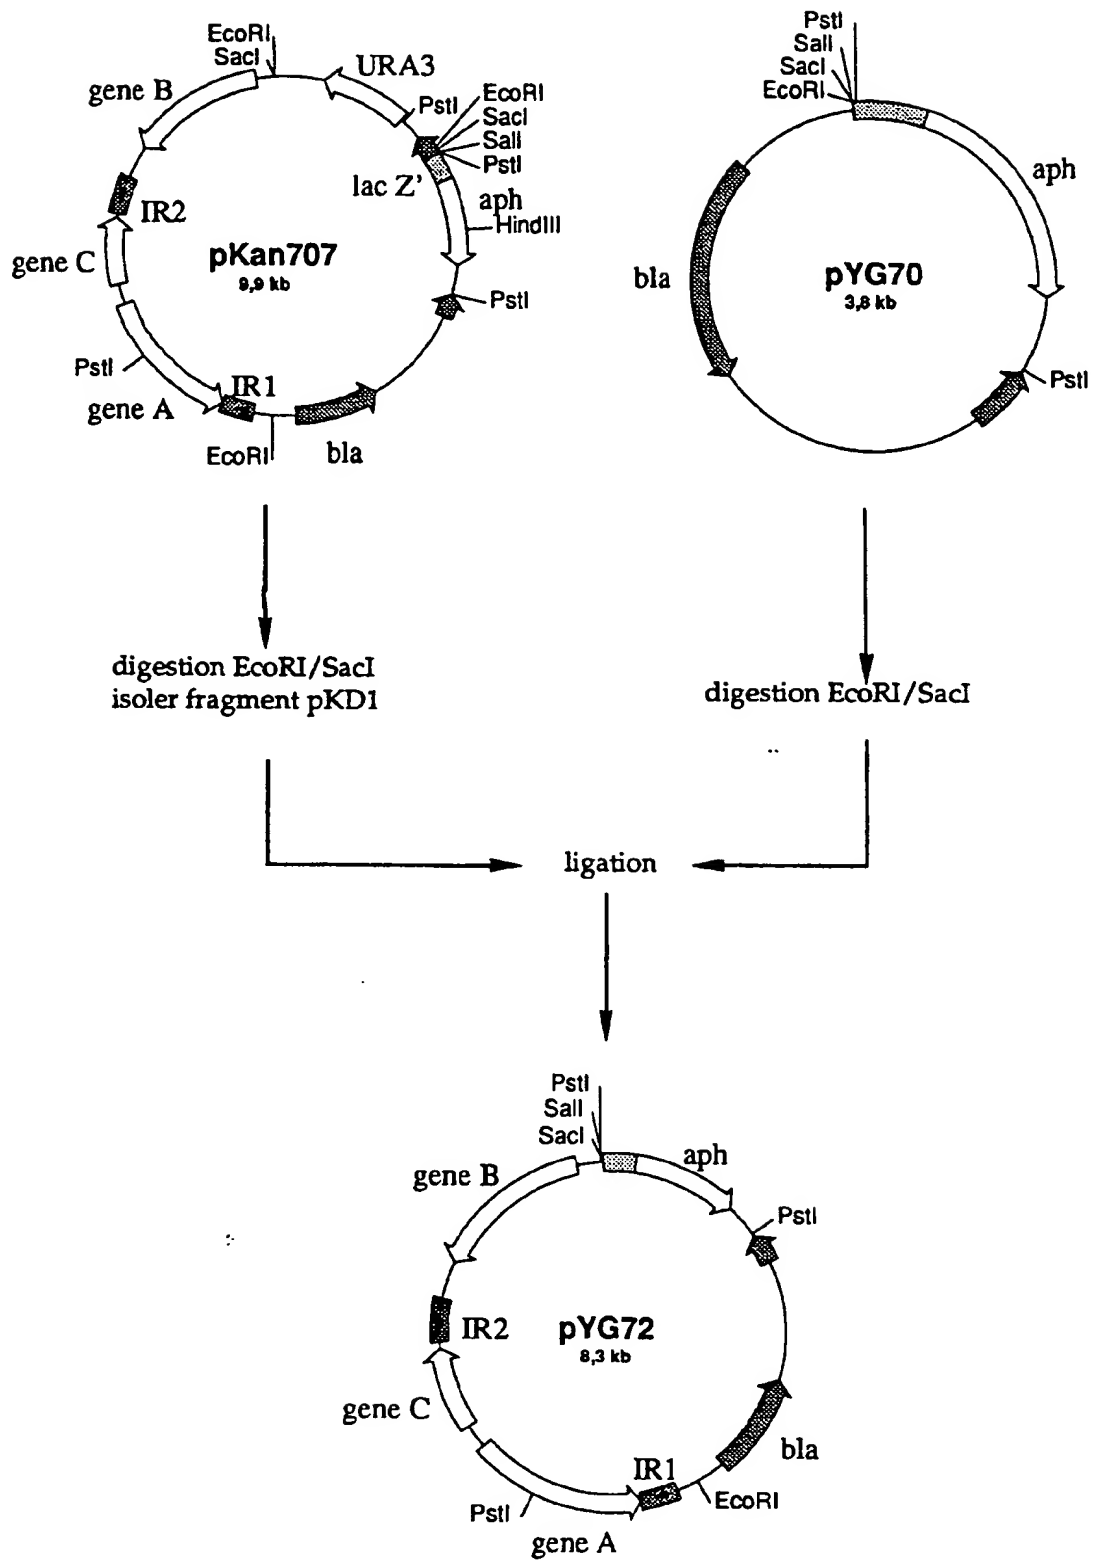 EcoRI
SacI
URA3
gene B
PstI
EcoRI
SacI
SalI
PstI
lac Z'
aph
HindIII
IR2
gene C
pKan707
9,9 kb
PstI
PstI
IR1
gene A
EcoRI
bla
PstI
SalI
SacI
EcoRI
aph
bla
pYG70
3,8 kb
PstI
digestion EcoRI/SacI
isoler fragment pKD1
digestion EcoRI/SacI
ligation
PstI
SalI
SacI
aph
gene B
PstI
IR2
pYG72
8,3 kb
gene C
bla
IR1
EcoRI
PstI
gene A